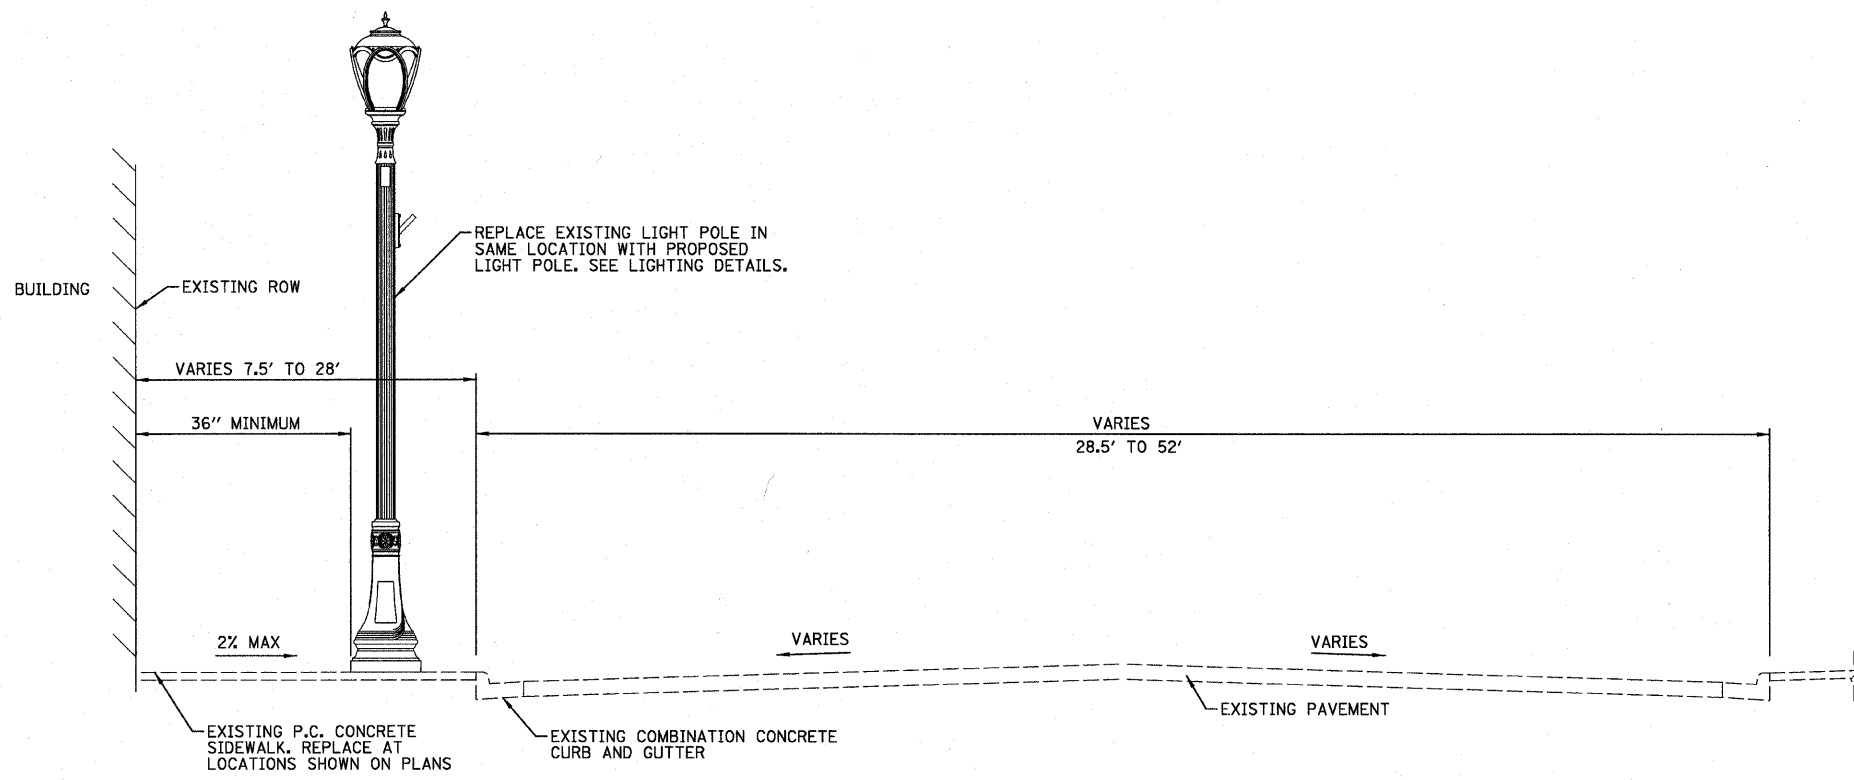 REPLACE EXISTING LIGHT POLE IN
SAME LOCATION WITH PROPOSED
LIGHT POLE. SEE LIGHTING DETAILS.
BUILDING
EXISTING ROW
VARIES 7.5' TO 28'
36" MINIMUM
VARIES
28.5' TO 52'
2% MAX
VARIES
VARIES
EXISTING P.C. CONCRETE
SIDEWALK. REPLACE AT
LOCATIONS SHOWN ON PLANS
EXISTING COMBINATION CONCRETE
CURB AND GUTTER
EXISTING PAVEMENT